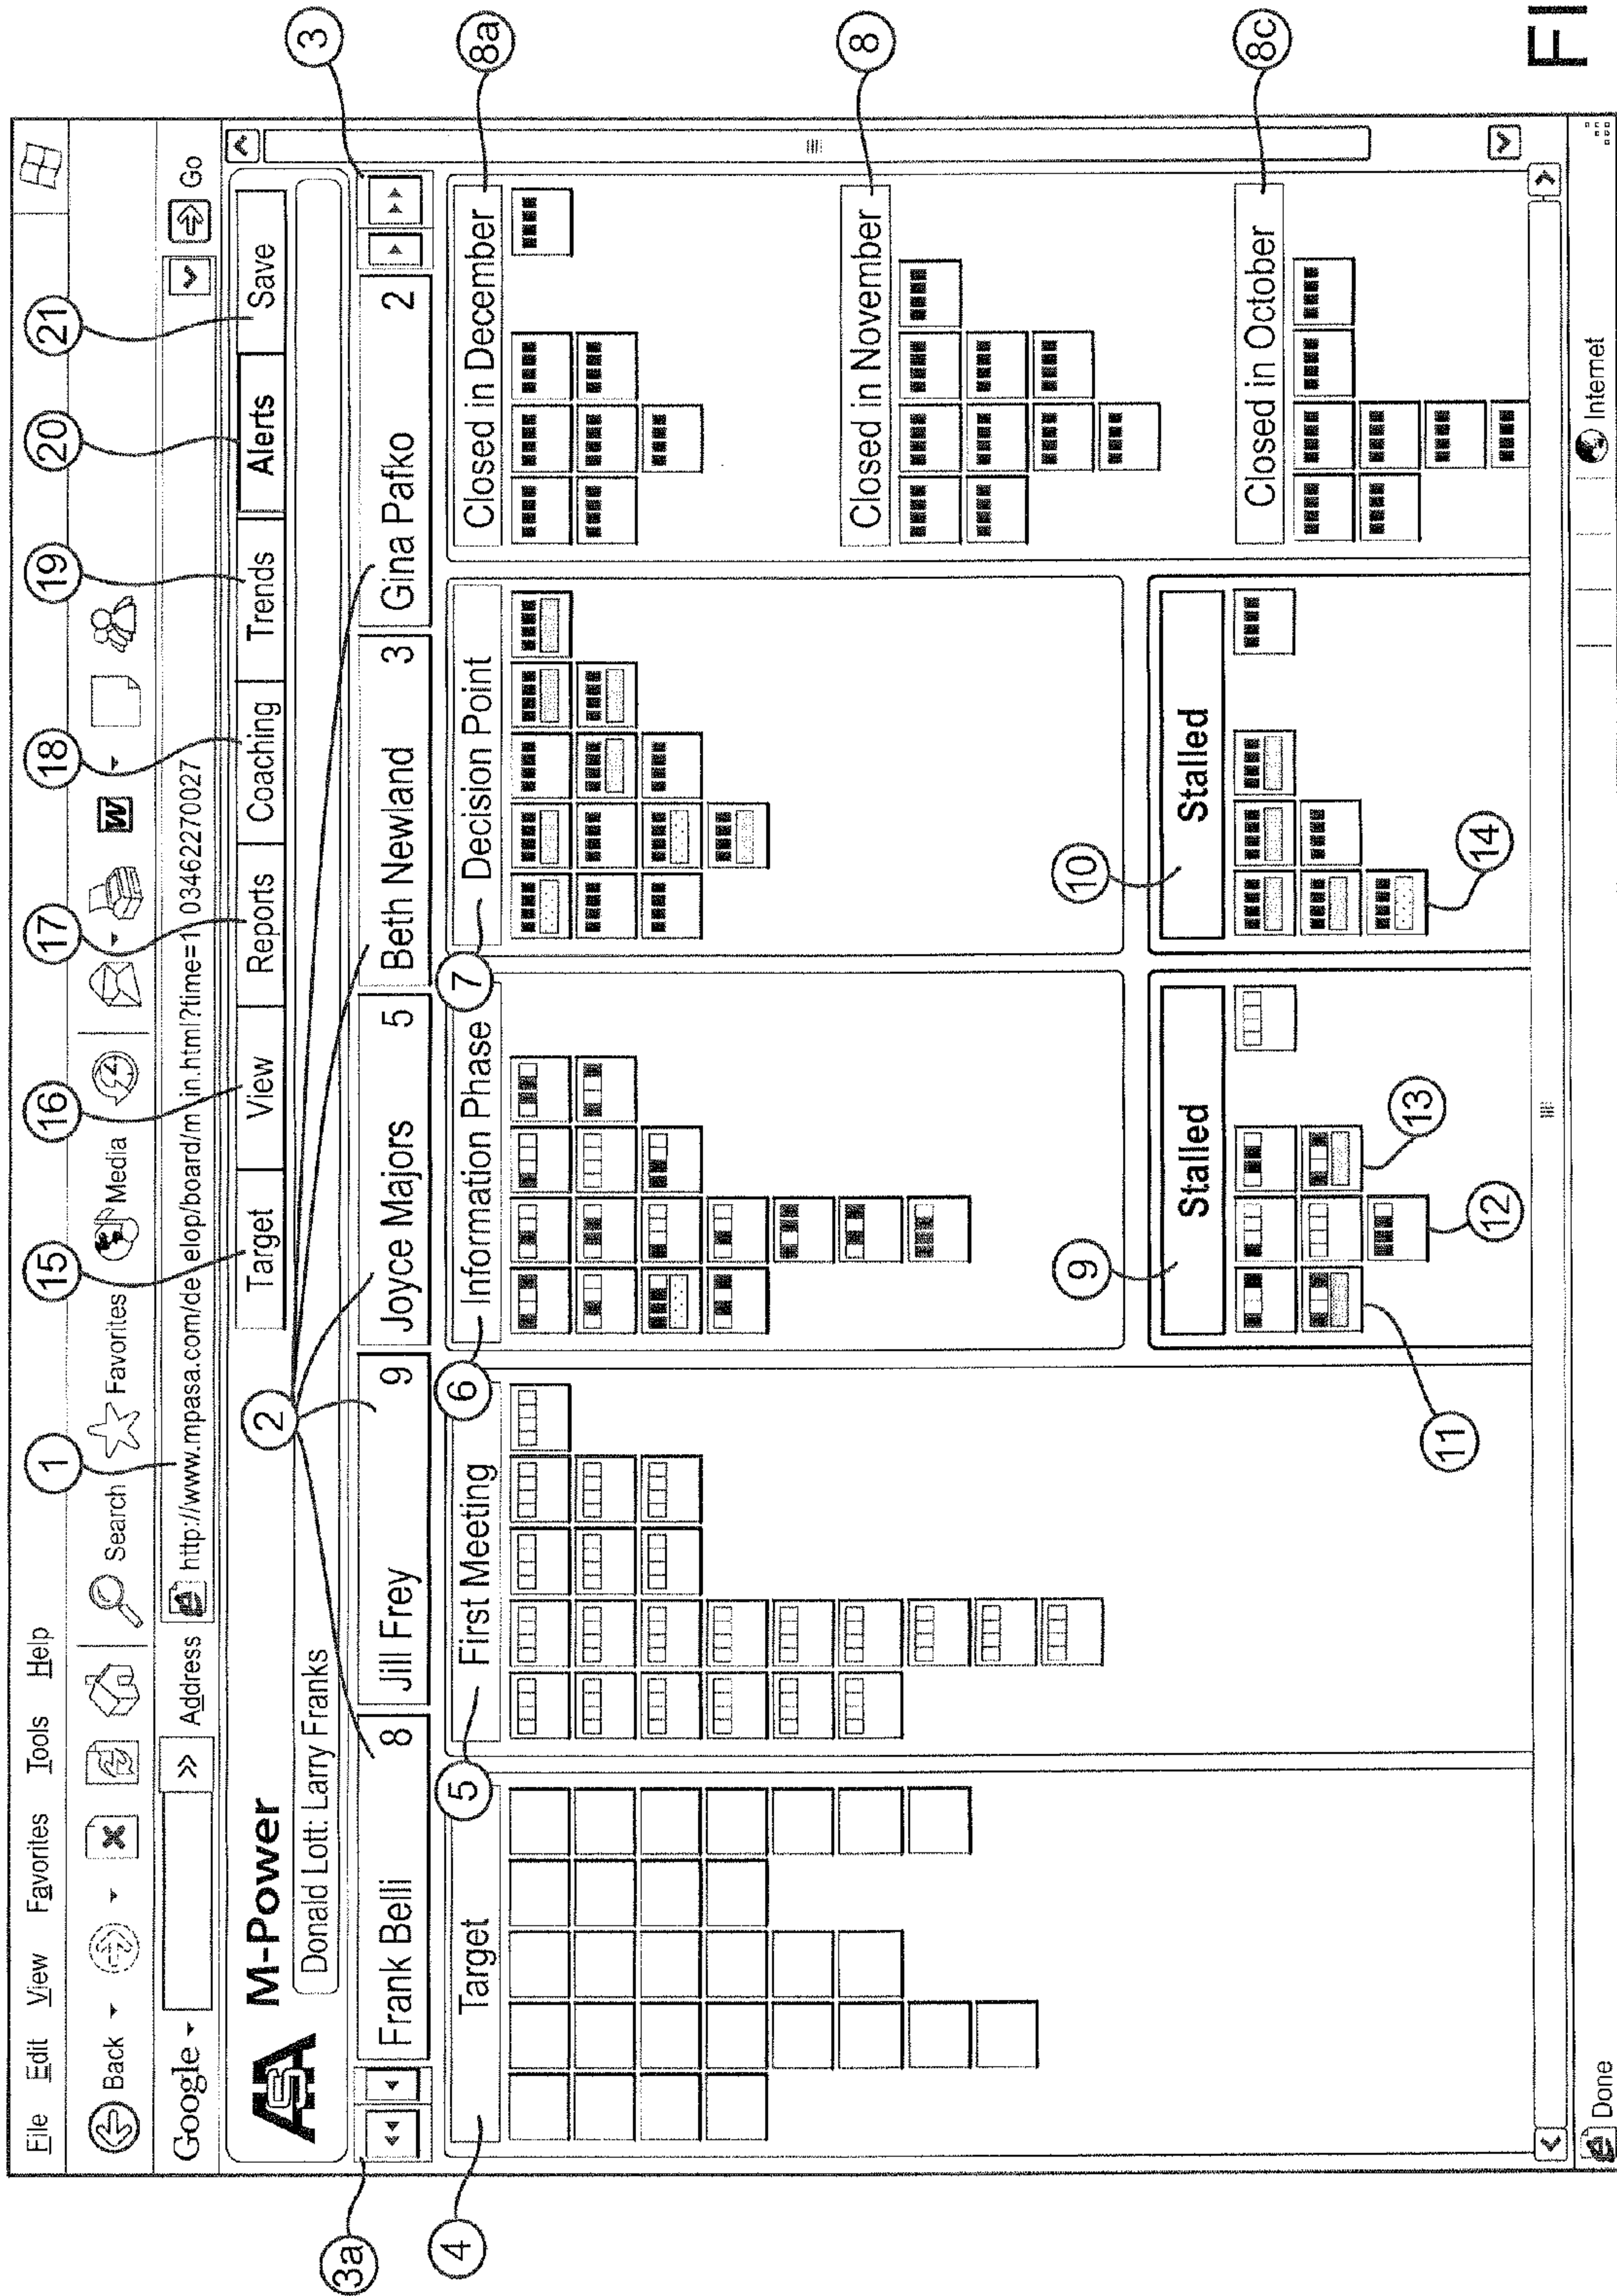 File Edit View Favorites Tools Help
Back Search Favorites Media W
Google Address http://www.mpasa.com/de elop/board/m in.html?time=1 03462270027 Go
1 15 16 17 18 19 20 21
ASA M-Power
Target View Reports Coaching Trends Alerts Save
Donald Lott: Larry Franks
2
3a 3
Frank Belli 8 Jill Frey 9 Joyce Majors 5 Beth Newland 3 Gina Pafko 2
4 5 6 7 8a
Target First Meeting Information Phase Decision Point Closed in December
Closed in November 8
9 10
Stalled Stalled Closed in October 8c
11 12 13 14
Done Internet
FI